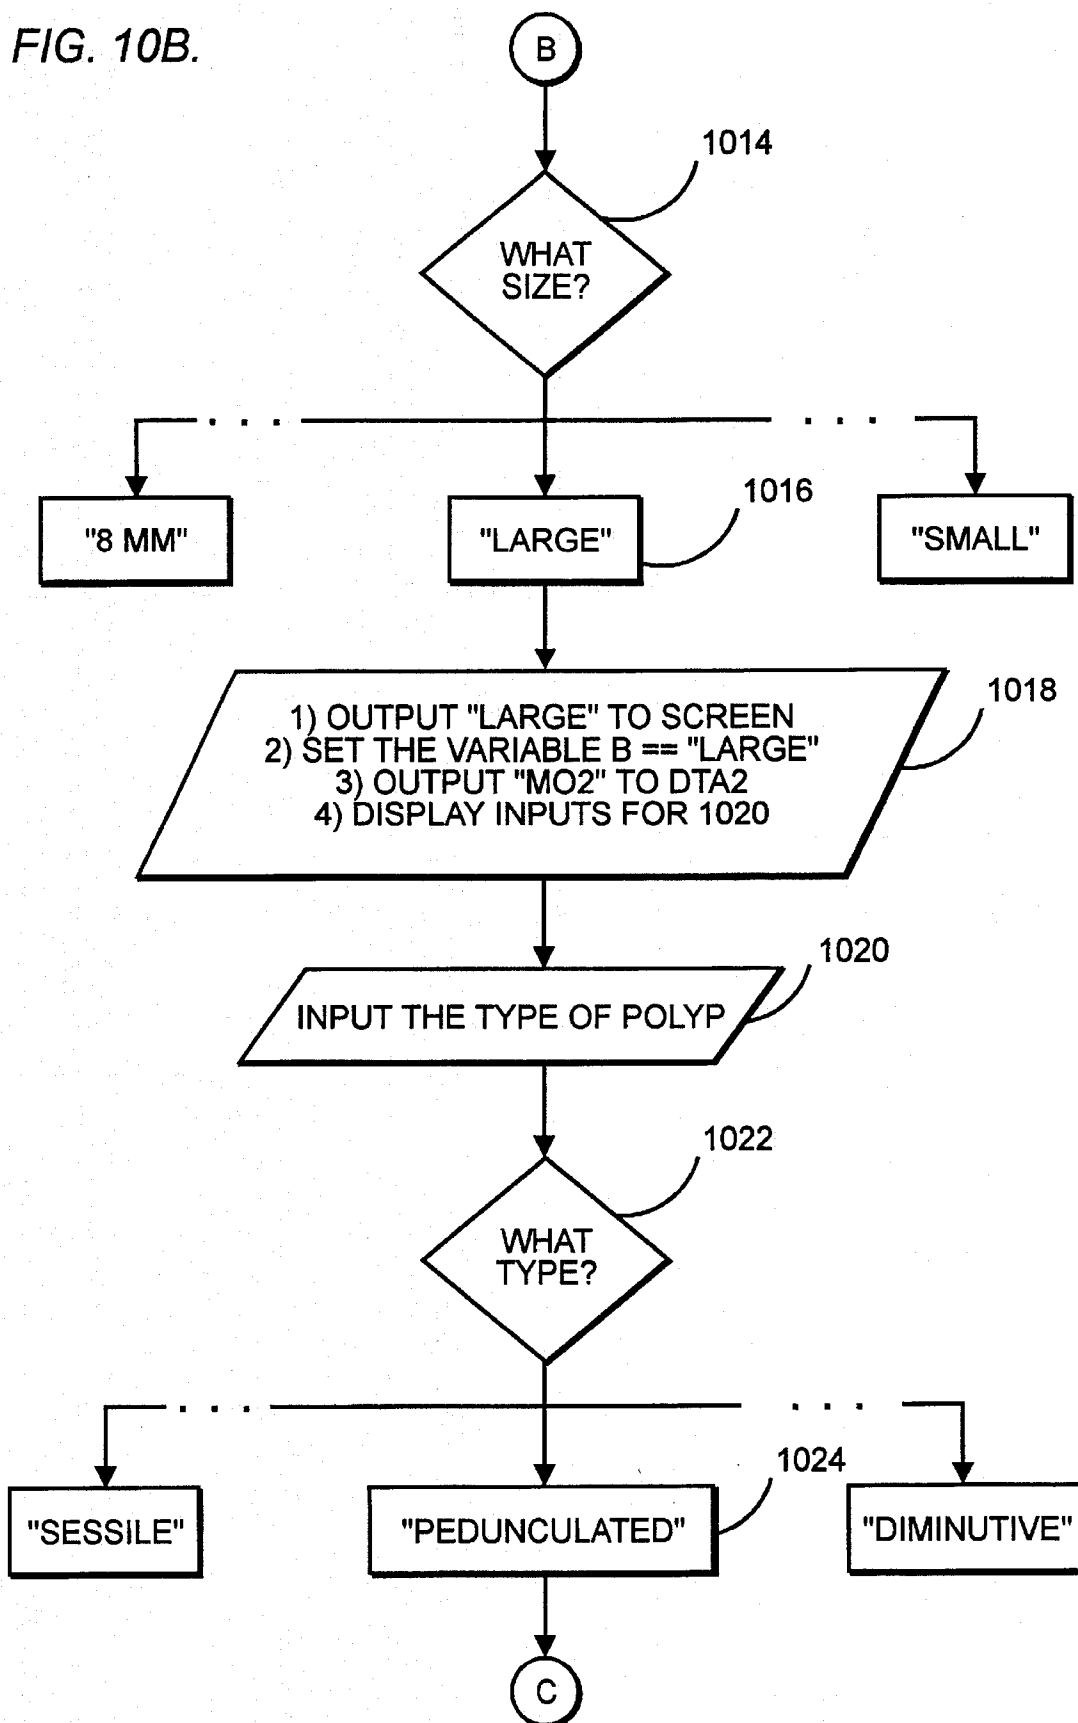 FIG. 10B.
B
1014
WHAT
SIZE?
. . .
. . .
"8 MM"
"LARGE"
1016
"SMALL"
1018
1) OUTPUT "LARGE" TO SCREEN
2) SET THE VARIABLE B == "LARGE"
3) OUTPUT "MO2" TO DTA2
4) DISPLAY INPUTS FOR 1020
1020
INPUT THE TYPE OF POLYP
1022
WHAT
TYPE?
. . .
. . .
1024
"SESSILE"
"PEDUNCULATED"
"DIMINUTIVE"
C